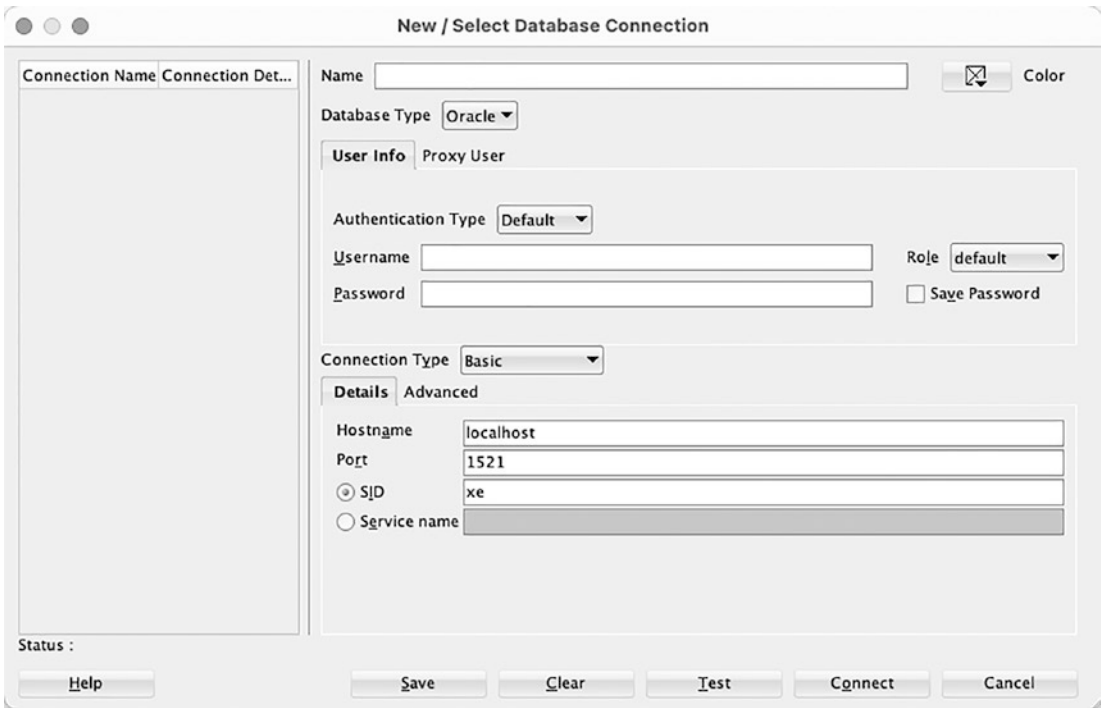 New / Select Database Connection
Connection Name Connection Det...
Name
Color
Database Type Oracle
User Info Proxy User
Authentication Type Default
Username
Role default
Password
Save Password
Connection Type Basic
Details Advanced
Hostname localhost
Port 1521
SID xe
Service name
Status :
Help Save Clear Test Connect Cancel